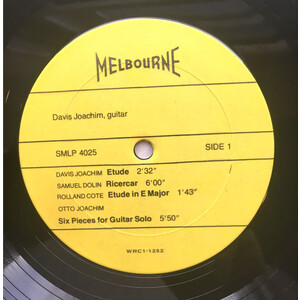 MELBOURNE
Davis Joachim, guitar
SMLP 4025 SIDE 1
DAVIS JOACHIM Etude 2'32"
SAMUEL DOLIN Ricercar 6'00"
ROLLAND COTE Etude in E Major 1'43"
OTTO JOACHIM
Six Pieces for Guitar Solo 5'50"
WRC1-1252